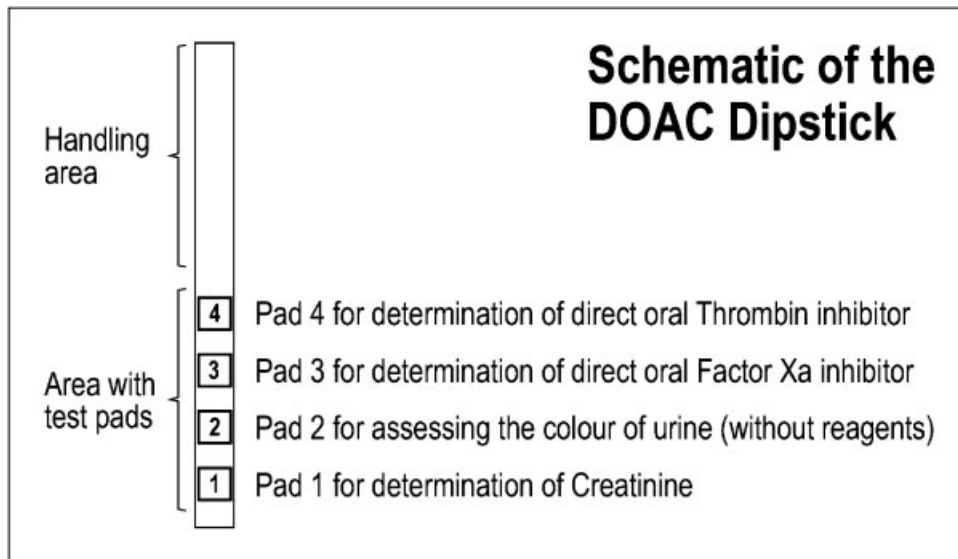 Schematic of the
DOAC Dipstick
Handling
area
Area with
test pads
4 Pad 4 for determination of direct oral Thrombin inhibitor
3 Pad 3 for determination of direct oral Factor Xa inhibitor
2 Pad 2 for assessing the colour of urine (without reagents)
1 Pad 1 for determination of Creatinine